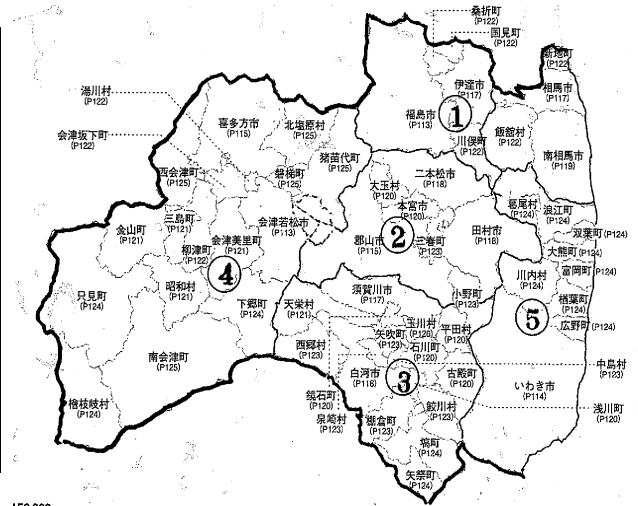 桑折町
(P122)
国見町
(P122)
新地町
(P122)
湯川村
(P122)
伊達市
(P117)
相馬市
(P117)
喜多方市
(P115)
北塩原村
(P125)
福島市
(P113)
1
飯舘村
(P122)
会津坂下町
(P122)
川俣町
(P122)
猪苗代町
(P125)
南相馬市
(P119)
西会津町
(P125)
磐梯町
(P125)
二本松市
(P118)
大玉村
(P120)
本宮市
(P120)
葛尾村
(P124)
浪江町
(P124)
三島町
(P121)
会津若松市
(P113)
金山町
(P121)
双葉町
(P124)
田村市
(P118)
2
会津美里町
(P121)
郡山市
(P115)
三春町
(P123)
柳津町
(P122)
大熊町
(P124)
富岡町
(P124)
川内村
(P124)
4
昭和村
(P121)
須賀川市
(P117)
小野町
(P123)
楢葉町
(P124)
只見町
(P124)
下郷町
(P124)
天栄村
(P121)
5
広野町
(P124)
玉川村
(P120)
平田村
(P120)
矢吹町
(P123)
西郷村
(P123)
石川町
(P120)
南会津町
(P125)
中島村
(P123)
白河市
(P116)
3
古殿町
(P120)
いわき市
(P114)
鏡石町
(P120)
檜枝岐村
(P124)
鮫川村
(P123)
浅川町
(P120)
泉崎村
(P123)
棚倉町
(P123)
塙町
(P124)
矢祭町
(P124)